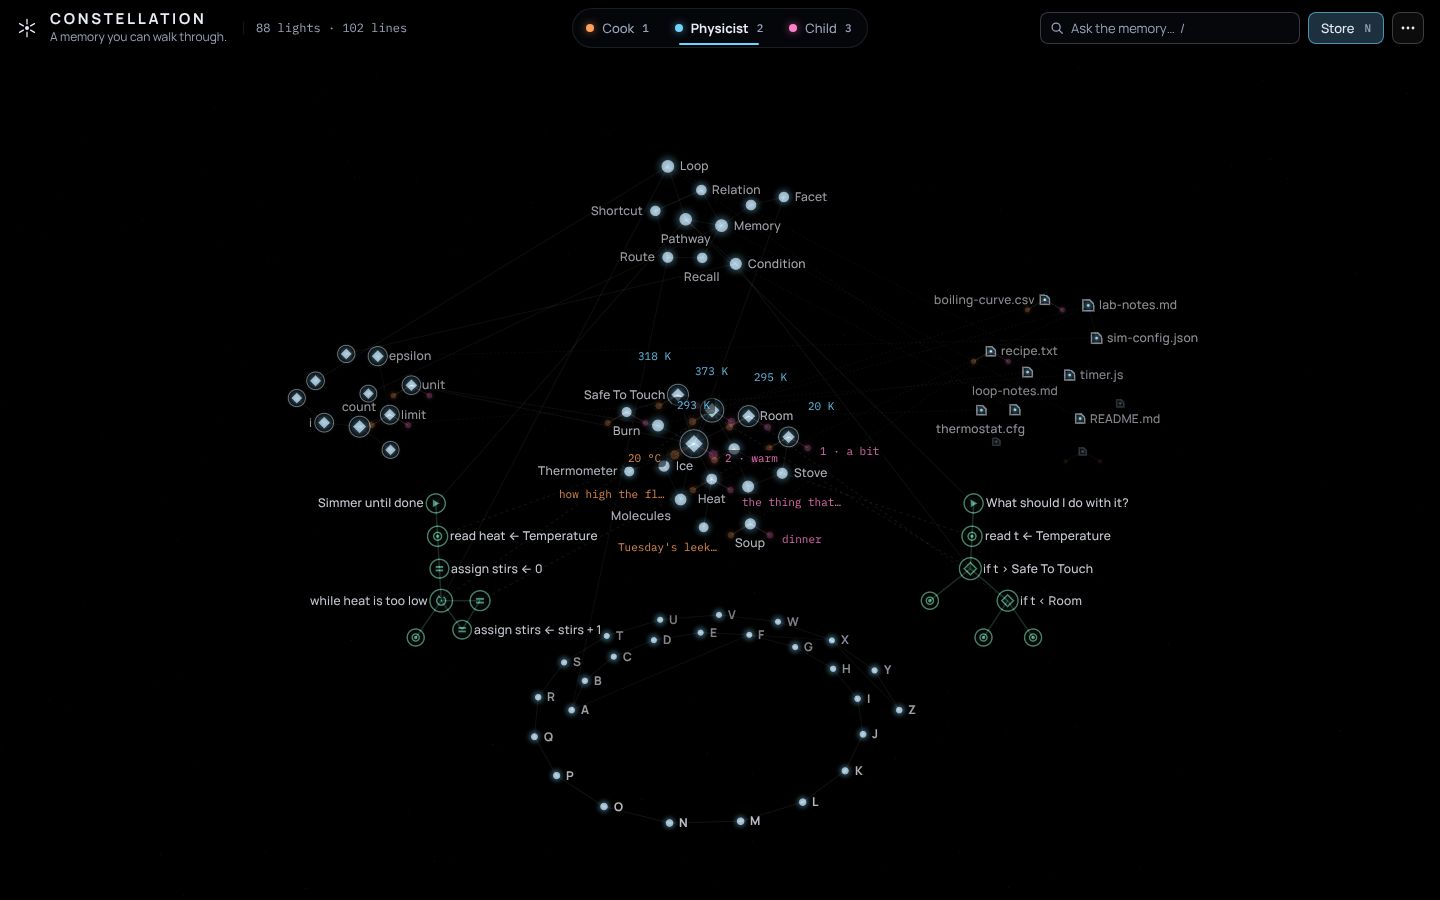 CONSTELLATION
A memory you can walk through.
88 lights · 102 lines
Cook 1
Physicist 2
Child 3
Ask the memory… /
Store N
Loop
Relation
Facet
Shortcut
Memory
Pathway
Route
Recall
Condition
boiling-curve.csv
lab-notes.md
sim-config.json
recipe.txt
timer.js
loop-notes.md
README.md
thermostat.cfg
epsilon
unit
count
limit
i
318 K
373 K
295 K
Safe To Touch
293 K
20 K
Room
Burn
20 °C
2 · warm
1 · a bit
Ice
Thermometer
Stove
how high the fl…
Heat
the thing that…
Molecules
Tuesday's leek…
Soup
dinner
Simmer until done
read heat ← Temperature
assign stirs ← 0
while heat is too low
assign stirs ← stirs + 1
What should I do with it?
read t ← Temperature
if t > Safe To Touch
if t < Room
A
B
C
D
E
F
G
H
I
J
K
L
M
N
O
P
Q
R
S
T
U
V
W
X
Y
Z